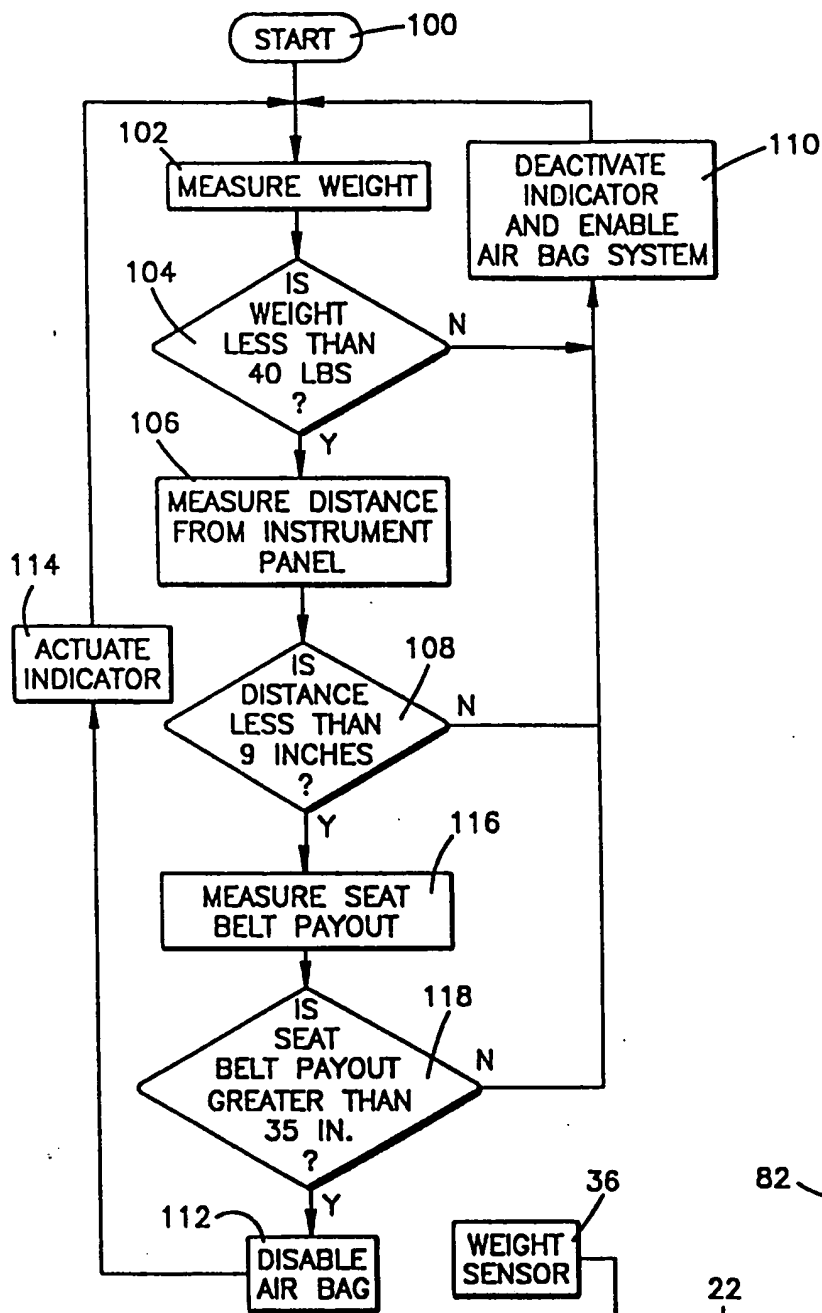 START
100
102
MEASURE WEIGHT
DEACTIVATE
INDICATOR
AND ENABLE
AIR BAG SYSTEM
110
104
IS
WEIGHT
LESS THAN
40 LBS
?
N
Y
106
MEASURE DISTANCE
FROM INSTRUMENT
PANEL
114
ACTUATE
INDICATOR
IS
DISTANCE
LESS THAN
9 INCHES
?
108
N
Y
116
MEASURE SEAT
BELT PAYOUT
IS
SEAT
BELT PAYOUT
GREATER THAN
35 IN.
?
118
N
Y
112
DISABLE
AIR BAG
36
WEIGHT
SENSOR
82
22